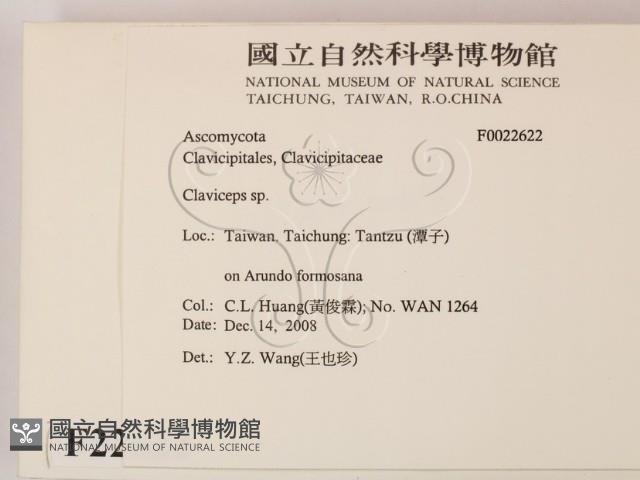 國立自然科學博物館
NATIONAL MUSEUM OF NATURAL SCIENCE
TAICHUNG, TAIWAN, R.O.CHINA
Ascomycota F0022622
Clavicipitales, Clavicipitaceae
Claviceps sp.
Loc.: Taiwan. Taichung: Tantzu (潭子)
on Arundo formosana
Col.: C.L. Huang(黃俊霖); No. WAN 1264
Date: Dec. 14, 2008
Det.: Y.Z. Wang(王也珍)
國立自然科學博物館
NATIONAL MUSEUM OF NATURAL SCIENCE
F22